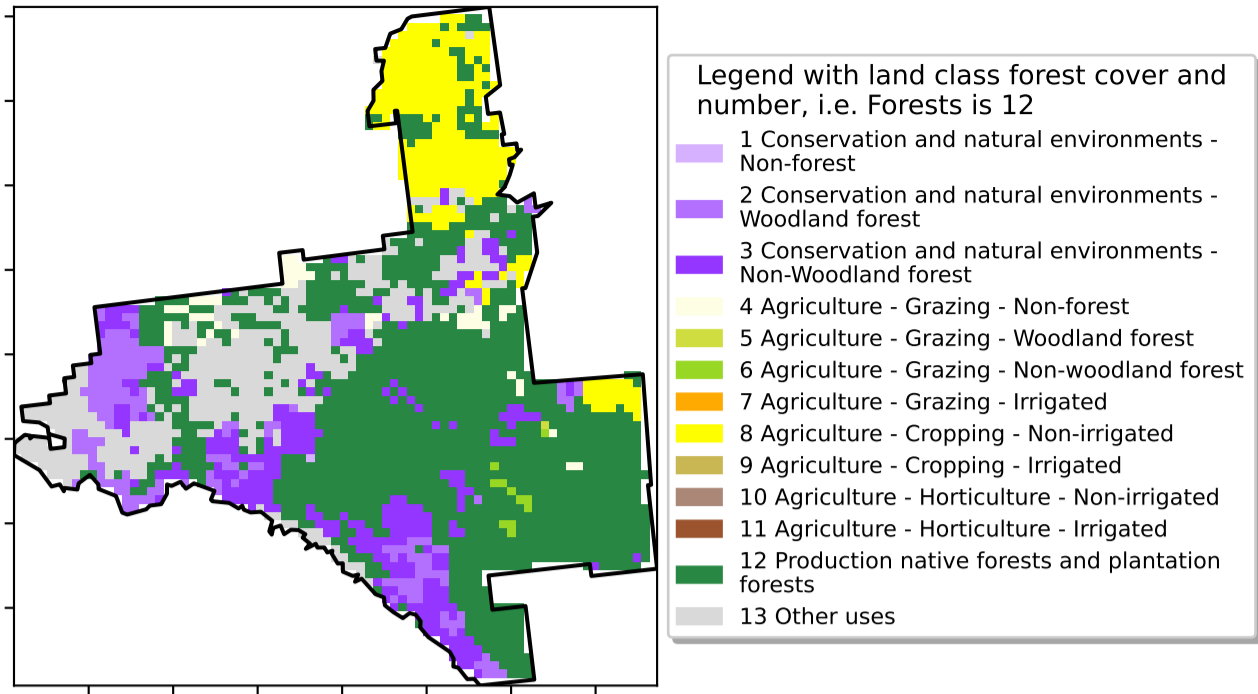 Legend with land class forest cover and
number, i.e. Forests is 12
1 Conservation and natural environments -
Non-forest
2 Conservation and natural environments -
Woodland forest
3 Conservation and natural environments -
Non-Woodland forest
4 Agriculture - Grazing - Non-forest
5 Agriculture - Grazing - Woodland forest
6 Agriculture - Grazing - Non-woodland forest
7 Agriculture - Grazing - Irrigated
8 Agriculture - Cropping - Non-irrigated
9 Agriculture - Cropping - Irrigated
10 Agriculture - Horticulture - Non-irrigated
11 Agriculture - Horticulture - Irrigated
12 Production native forests and plantation
forests
13 Other uses